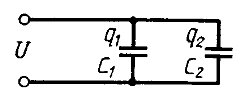 q₁ q₂
U
C₁ C₂